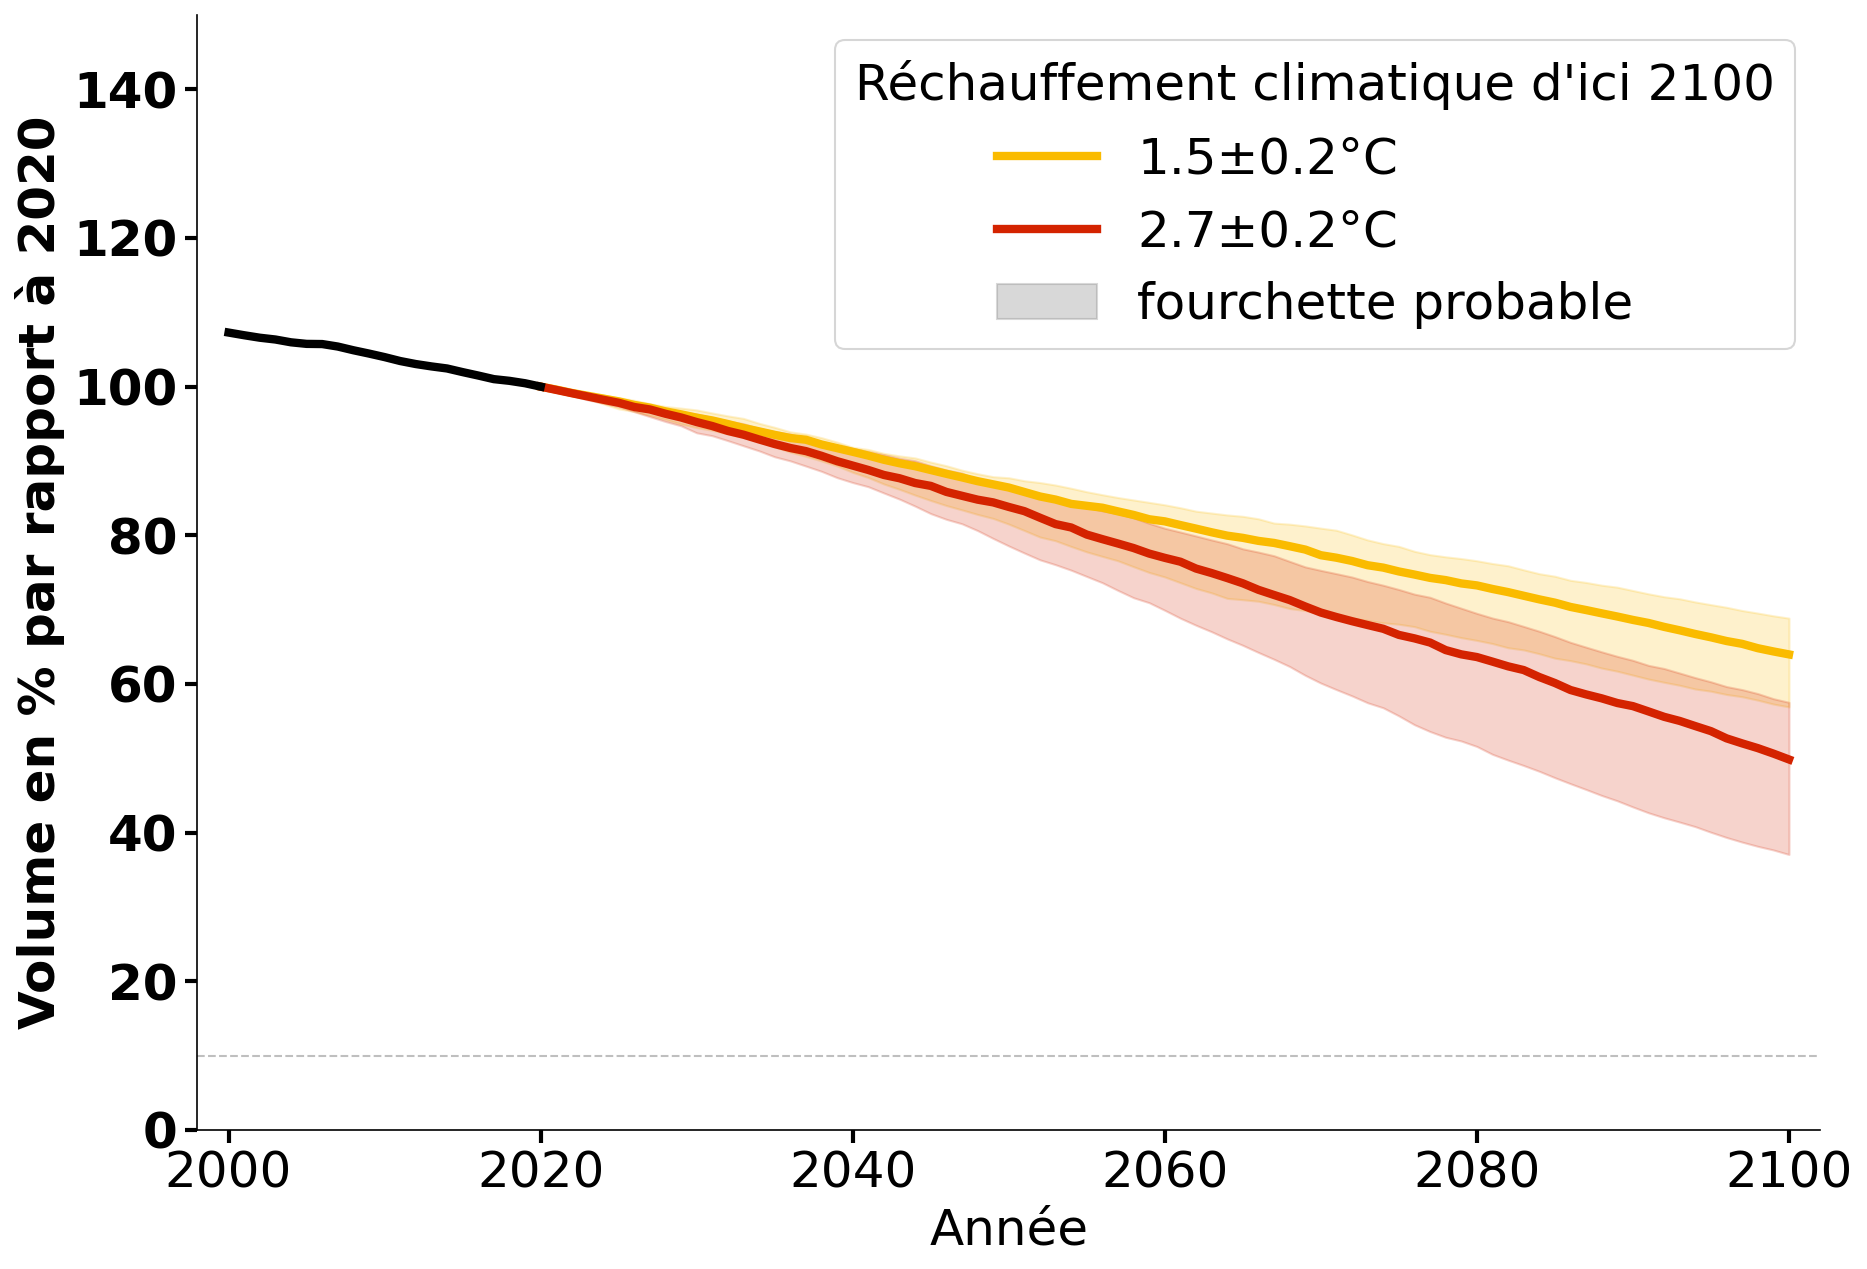 Volume en % par rapport à 2020
140
120
100
80
60
40
20
0
Réchauffement climatique d'ici 2100
1.5±0.2°C
2.7±0.2°C
fourchette probable
2000 2020 2040 2060 2080 2100
Année